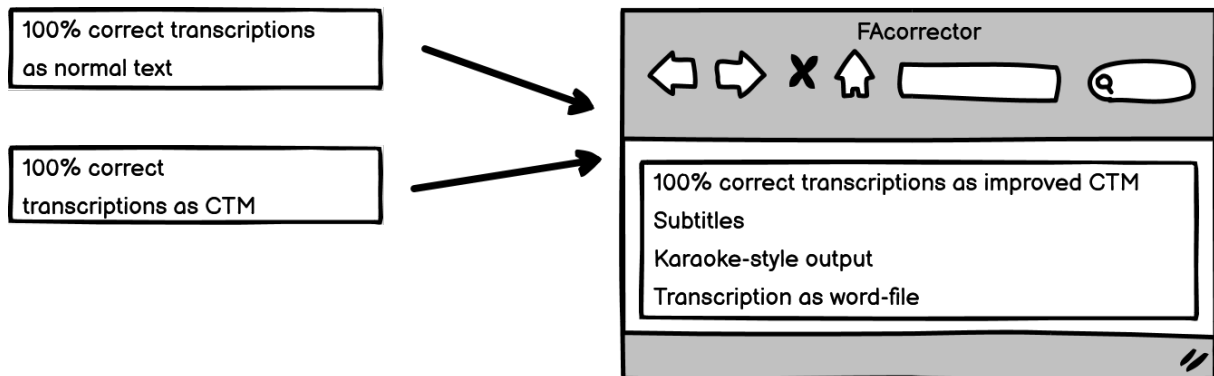 100% correct transcriptions
as normal text
100% correct
transcriptions as CTM
FAcorrector
100% correct transcriptions as improved CTM
Subtitles
Karaoke-style output
Transcription as word-file